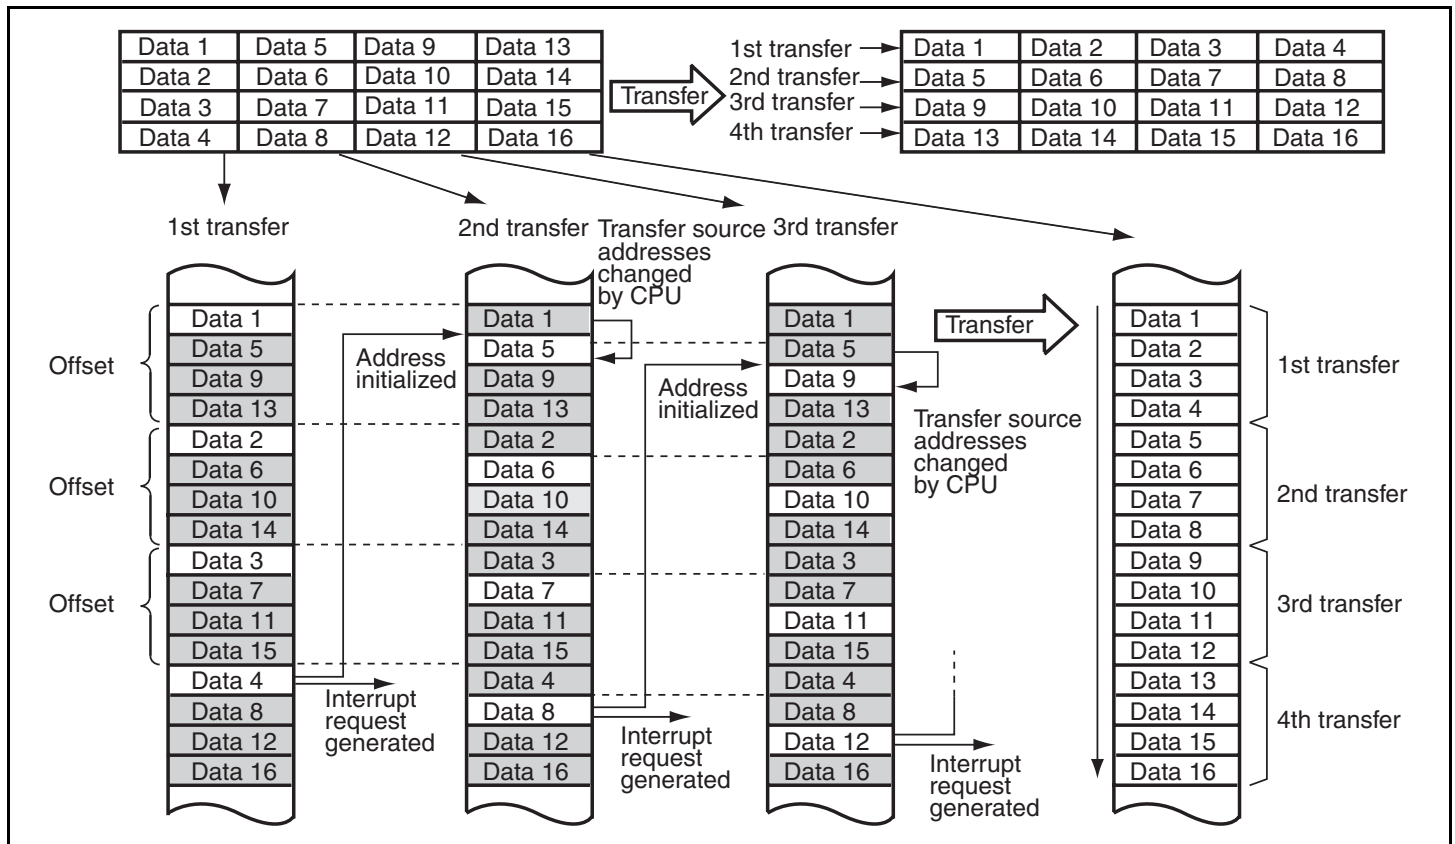 Data 1 Data 5 Data 9 Data 13
Data 2 Data 6 Data 10 Data 14
Data 3 Data 7 Data 11 Data 15
Data 4 Data 8 Data 12 Data 16
Transfer
1st transfer Data 1 Data 2 Data 3 Data 4
2nd transfer Data 5 Data 6 Data 7 Data 8
3rd transfer Data 9 Data 10 Data 11 Data 12
4th transfer Data 13 Data 14 Data 15 Data 16
1st transfer
Offset
Offset
Offset
Data 1
Data 5
Data 9
Data 13
Data 2
Data 6
Data 10
Data 14
Data 3
Data 7
Data 11
Data 15
Data 4
Data 8
Data 12
Data 16
Address
initialized
Interrupt
request
generated
2nd transfer
Transfer source
addresses
changed
by CPU
Data 1
Data 5
Data 9
Data 13
Data 2
Data 6
Data 10
Data 14
Data 3
Data 7
Data 11
Data 15
Data 4
Data 8
Data 12
Data 16
Address
initialized
Interrupt
request
generated
3rd transfer
Data 1
Data 5
Data 9
Data 13
Data 2
Data 6
Data 10
Data 14
Data 3
Data 7
Data 11
Data 15
Data 4
Data 8
Data 12
Data 16
Transfer
Transfer source
addresses
changed
by CPU
Interrupt
request
generated
Data 1
Data 2
Data 3
Data 4
Data 5
Data 6
Data 7
Data 8
Data 9
Data 10
Data 11
Data 12
Data 13
Data 14
Data 15
Data 16
1st transfer
2nd transfer
3rd transfer
4th transfer